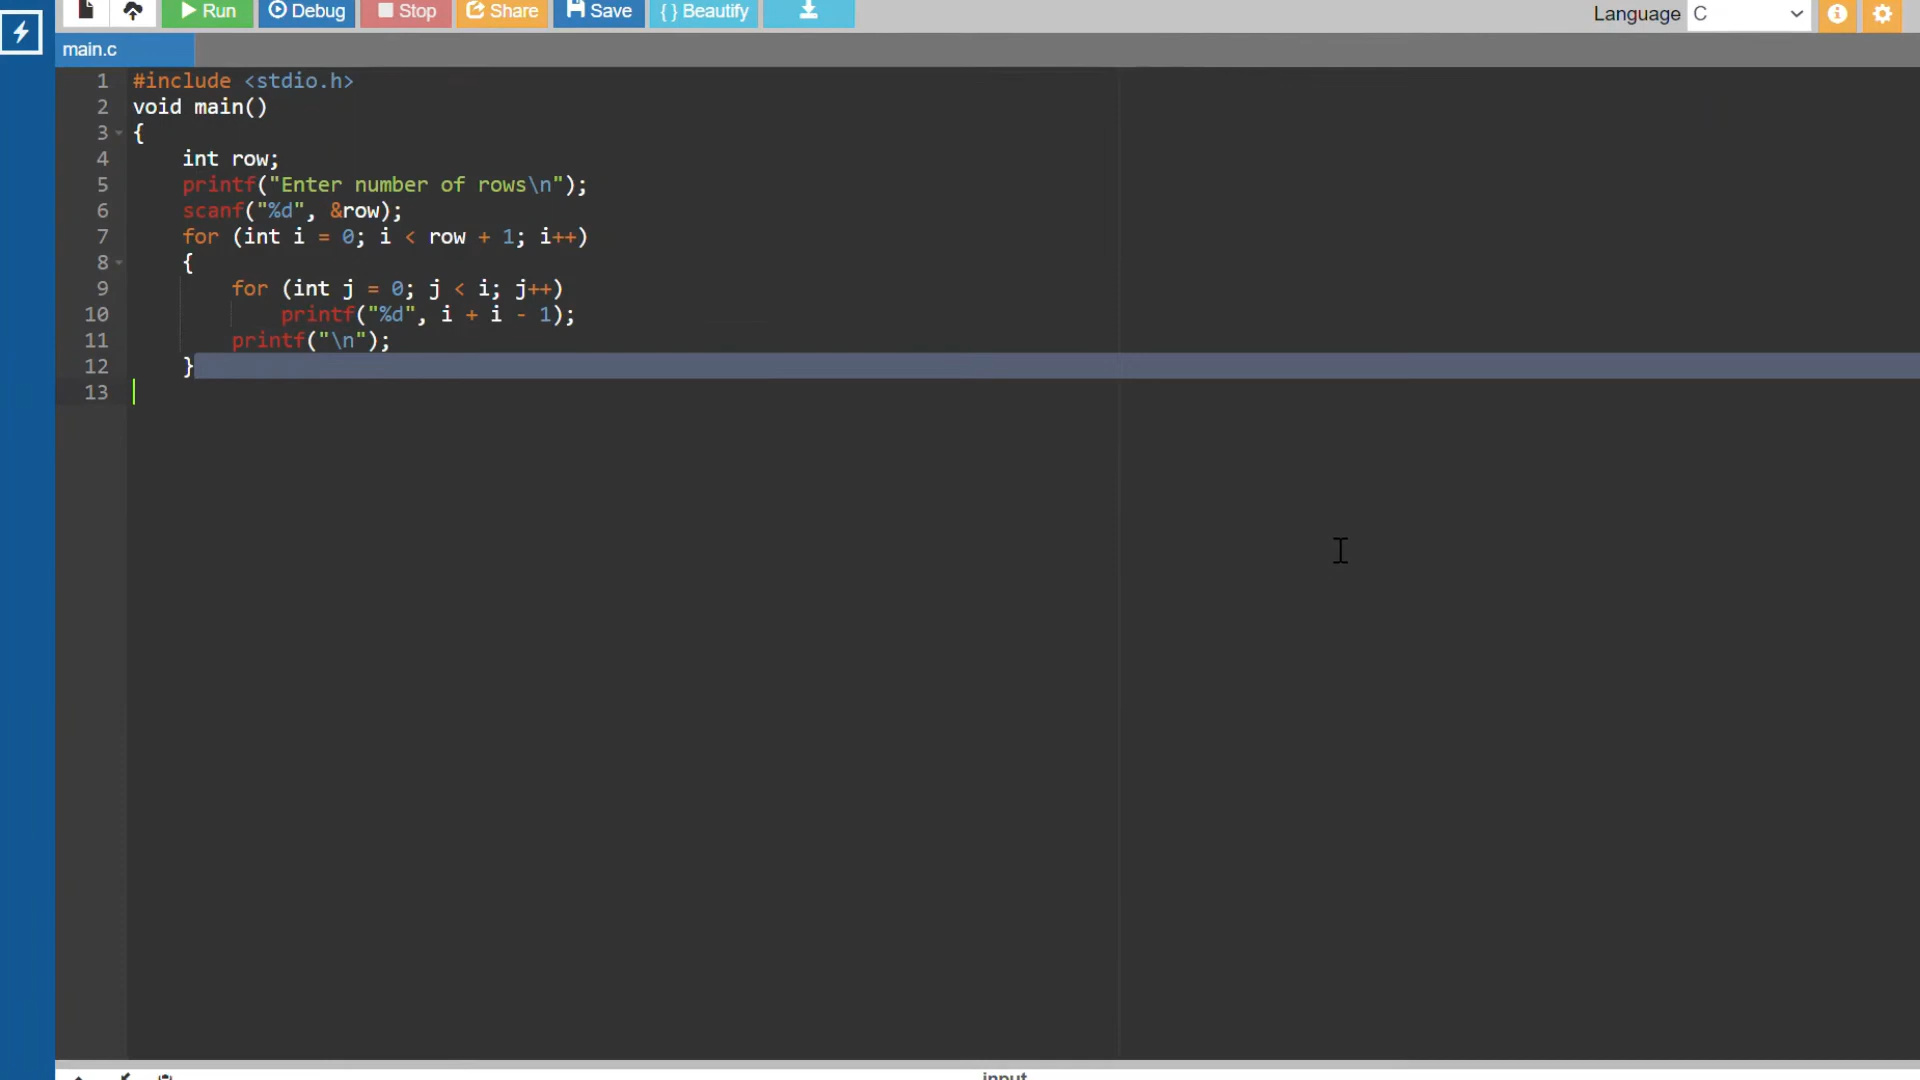 Run Debug Stop Share Save { } Beautify Language C
main.c
1 #include <stdio.h>
2 void main()
3 {
4 int row;
5 printf("Enter number of rows\n");
6 scanf("%d", &row);
7 for (int i = 0; i < row + 1; i++)
8 {
9 for (int j = 0; j < i; j++)
10 printf("%d", i + i - 1);
11 printf("\n");
12 }
13
input